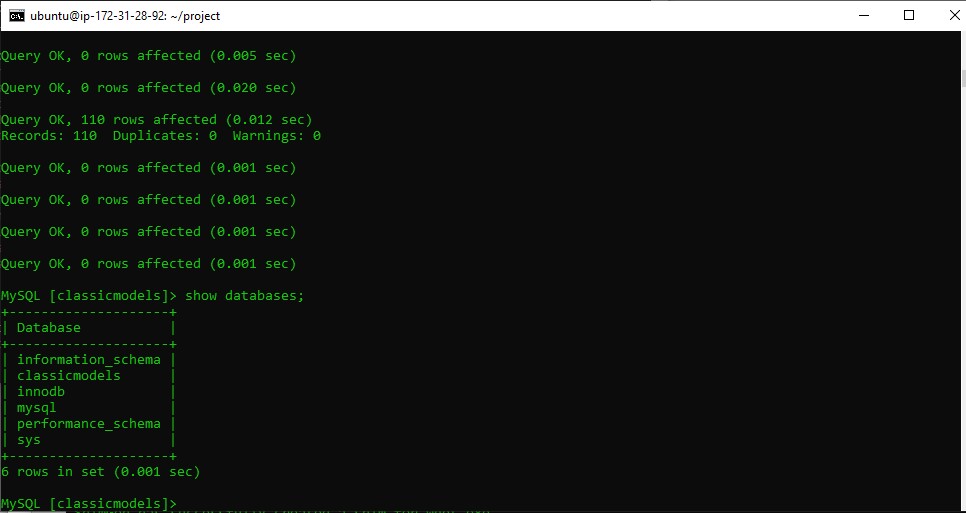 ubuntu@ip-172-31-28-92: ~/project
Query OK, 0 rows affected (0.005 sec)
Query OK, 0 rows affected (0.020 sec)
Query OK, 110 rows affected (0.012 sec)
Records: 110  Duplicates: 0  Warnings: 0
Query OK, 0 rows affected (0.001 sec)
Query OK, 0 rows affected (0.001 sec)
Query OK, 0 rows affected (0.001 sec)
Query OK, 0 rows affected (0.001 sec)
MySQL [classicmodels]> show databases;
+--------------------+
| Database           |
+--------------------+
| information_schema |
| classicmodels      |
| innodb             |
| mysql              |
| performance_schema |
| sys                |
+--------------------+
6 rows in set (0.001 sec)
MySQL [classicmodels]>